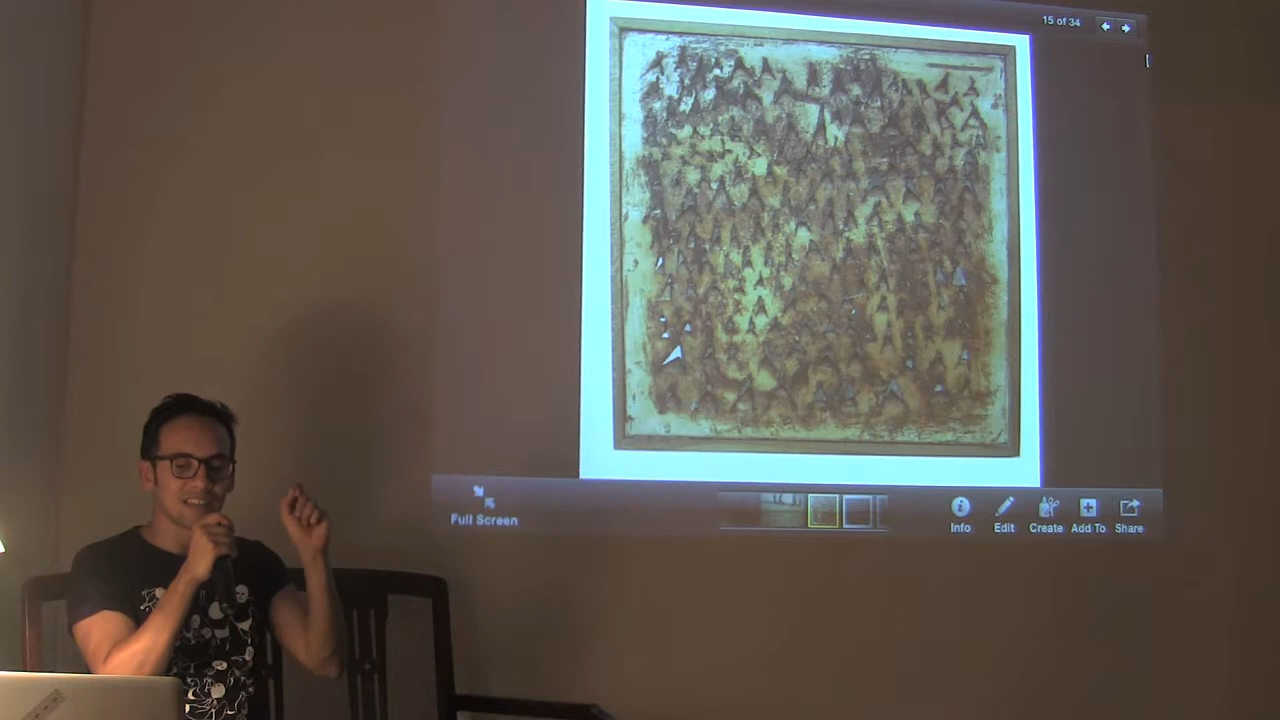 15 of 34
Full Screen
Info
Edit
Create
Add To
Share